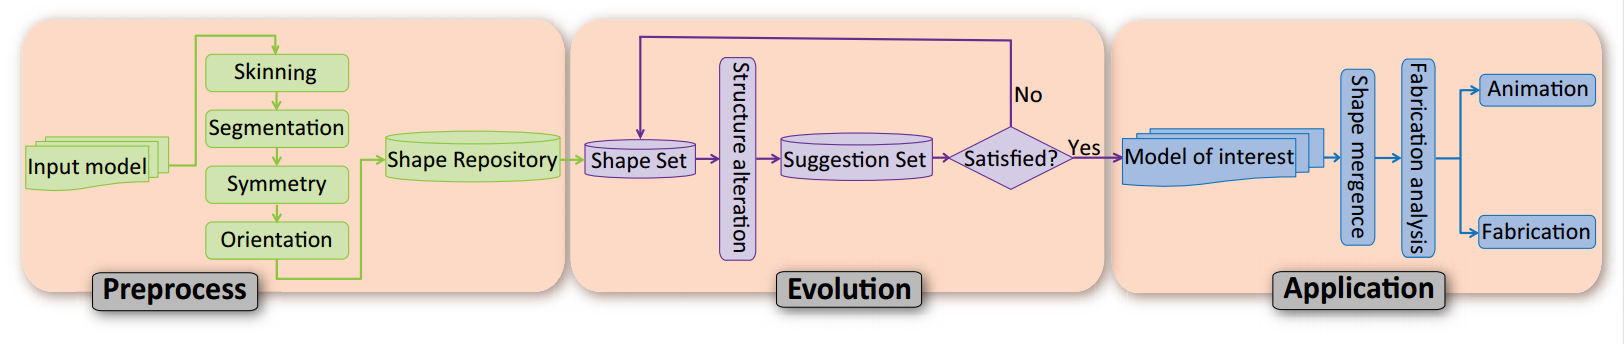 Input model
Skinning
Segmentation
Symmetry
Orientation
Shape Repository
Preprocess
Shape Set
Structure alteration
Suggestion Set
Satisfied?
No
Yes
Evolution
Model of interest
Shape mergence
Fabrication analysis
Animation
Fabrication
Application